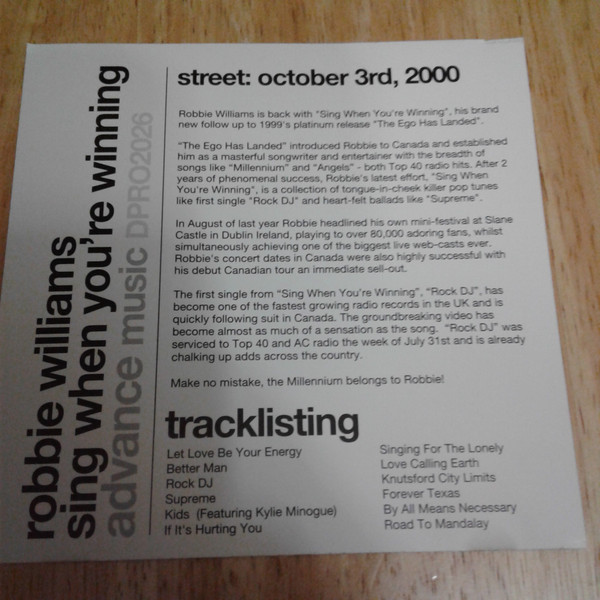 robbie williams
sing when you're winning
advance music DPRO2026
street: october 3rd, 2000
Robbie Williams is back with "Sing When You're Winning", his brand
new follow up to 1999's platinum release "The Ego Has Landed".
"The Ego Has Landed" introduced Robbie to Canada and established
him as a masterful songwriter and entertainer with the breadth of
songs like "Millennium" and "Angels" - both Top 40 radio hits. After 2
years of phenomenal success, Robbie's latest effort, "Sing When
You're Winning", is a collection of tongue-in-cheek killer pop tunes
like first single "Rock DJ" and heart-felt ballads like "Supreme".
In August of last year Robbie headlined his own mini-festival at Slane
Castle in Dublin Ireland, playing to over 80,000 adoring fans, whilst
simultaneously achieving one of the biggest live web-casts ever.
Robbie's concert dates in Canada were also highly successful with
his debut Canadian tour an immediate sell-out.
The first single from "Sing When You're Winning", "Rock DJ", has
become one of the fastest growing radio records in the UK and is
quickly following suit in Canada. The groundbreaking video has
become almost as much of a sensation as the song. "Rock DJ" was
serviced to Top 40 and AC radio the week of July 31st and is already
chalking up adds across the country.
Make no mistake, the Millennium belongs to Robbie!
tracklisting
Let Love Be Your Energy
Better Man
Rock DJ
Supreme
Kids (Featuring Kylie Minogue)
If It's Hurting You
Singing For The Lonely
Love Calling Earth
Knutsford City Limits
Forever Texas
By All Means Necessary
Road To Mandalay